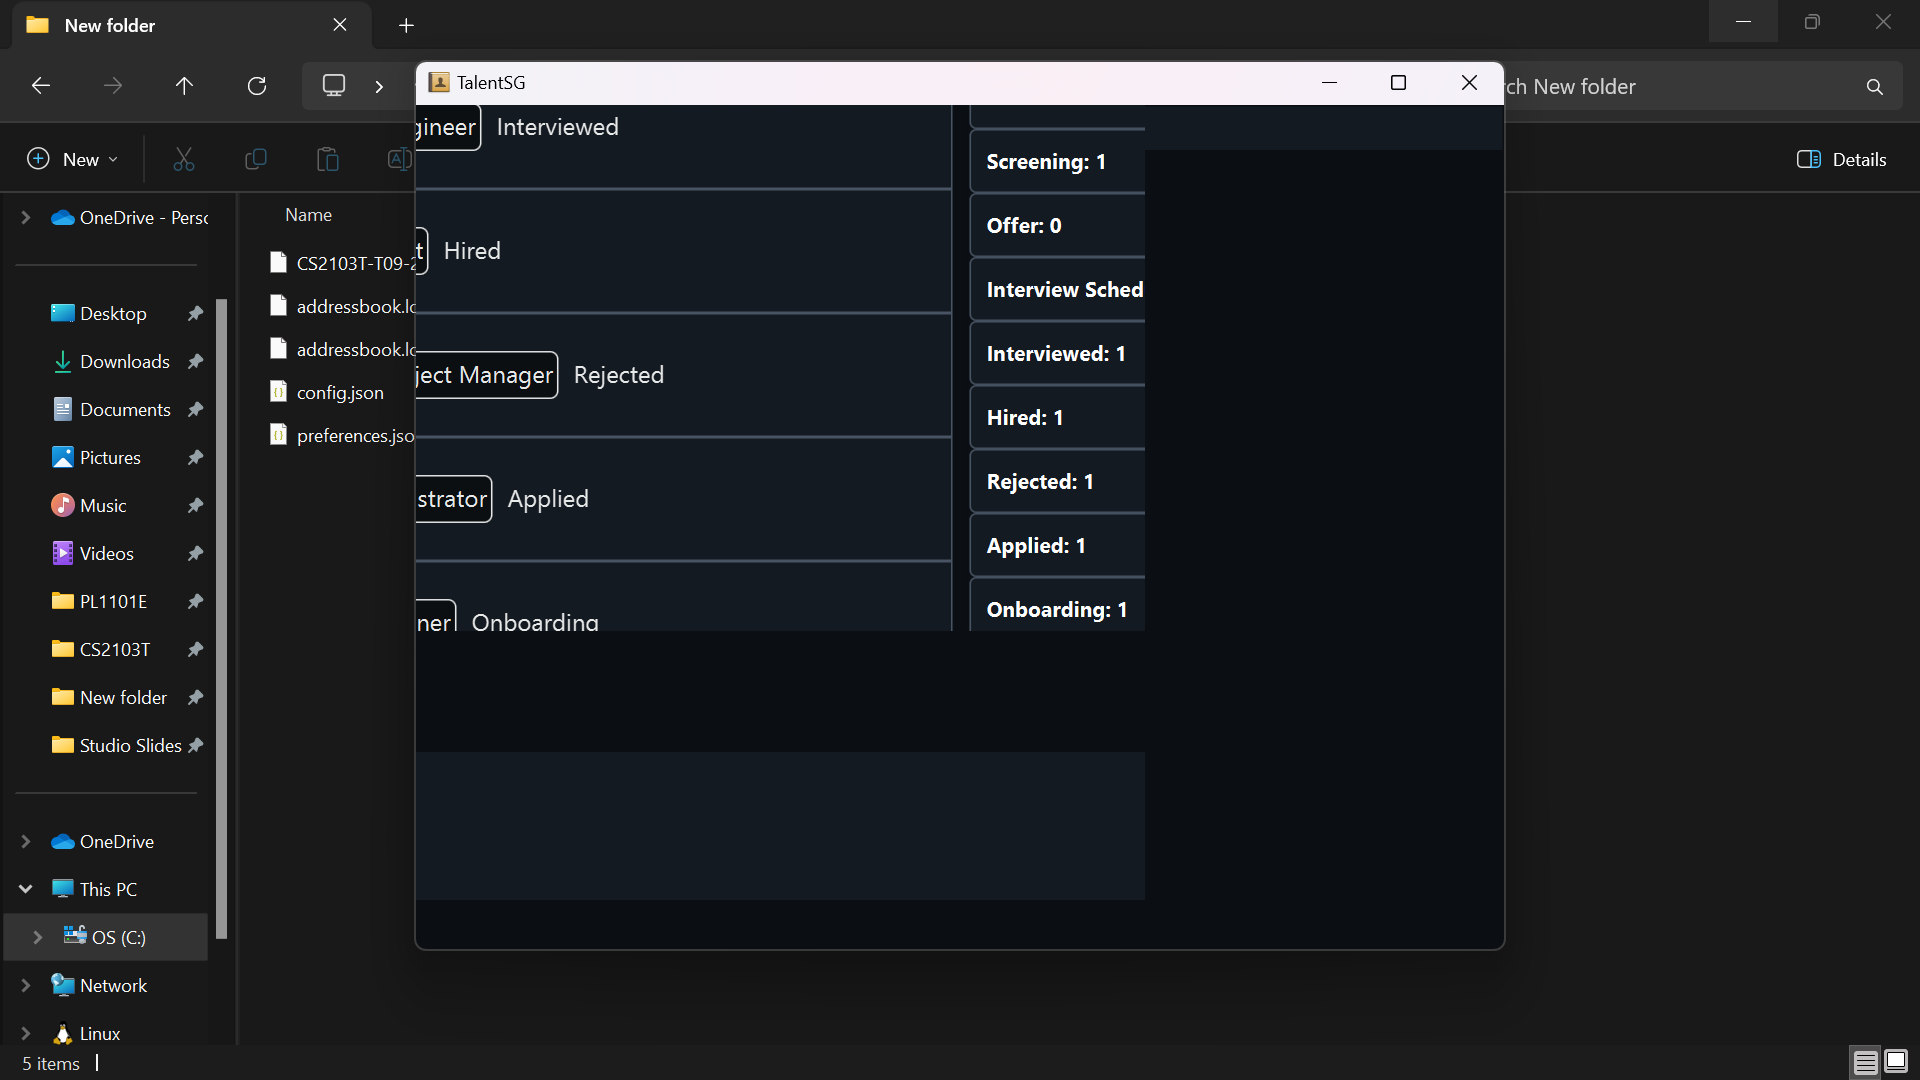 New folder
TalentSG
ch New folder
New
Details
OneDrive - Persc
Desktop
Downloads
Documents
Pictures
Music
Videos
PL1101E
CS2103T
New folder
Studio Slides
OneDrive
This PC
OS (C:)
Network
Linux
Name
CS2103T-T09-2
addressbook.lo
addressbook.lo
config.json
preferences.jso
gineer Interviewed
t Hired
ject Manager Rejected
strator Applied
ner Onboarding
Screening: 1
Offer: 0
Interview Sched
Interviewed: 1
Hired: 1
Rejected: 1
Applied: 1
Onboarding: 1
5 items